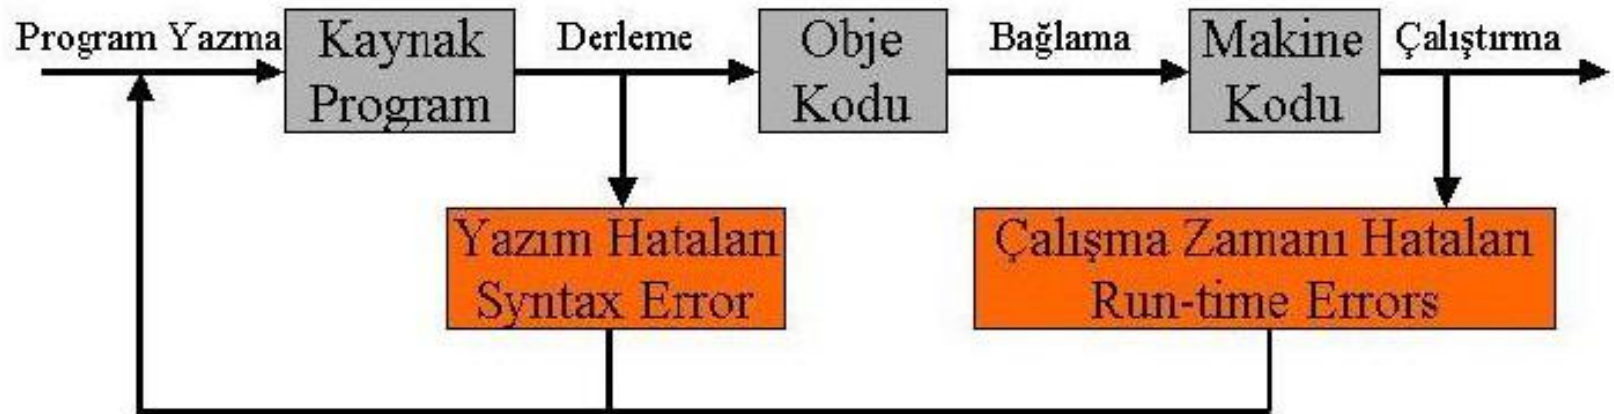 Program Yazma
Kaynak
Program
Derleme
Obje
Kodu
Bağlama
Makine
Kodu
Çalıştırma
Yazım Hataları
Syntax Error
Çalışma Zamanı Hataları
Run-time Errors